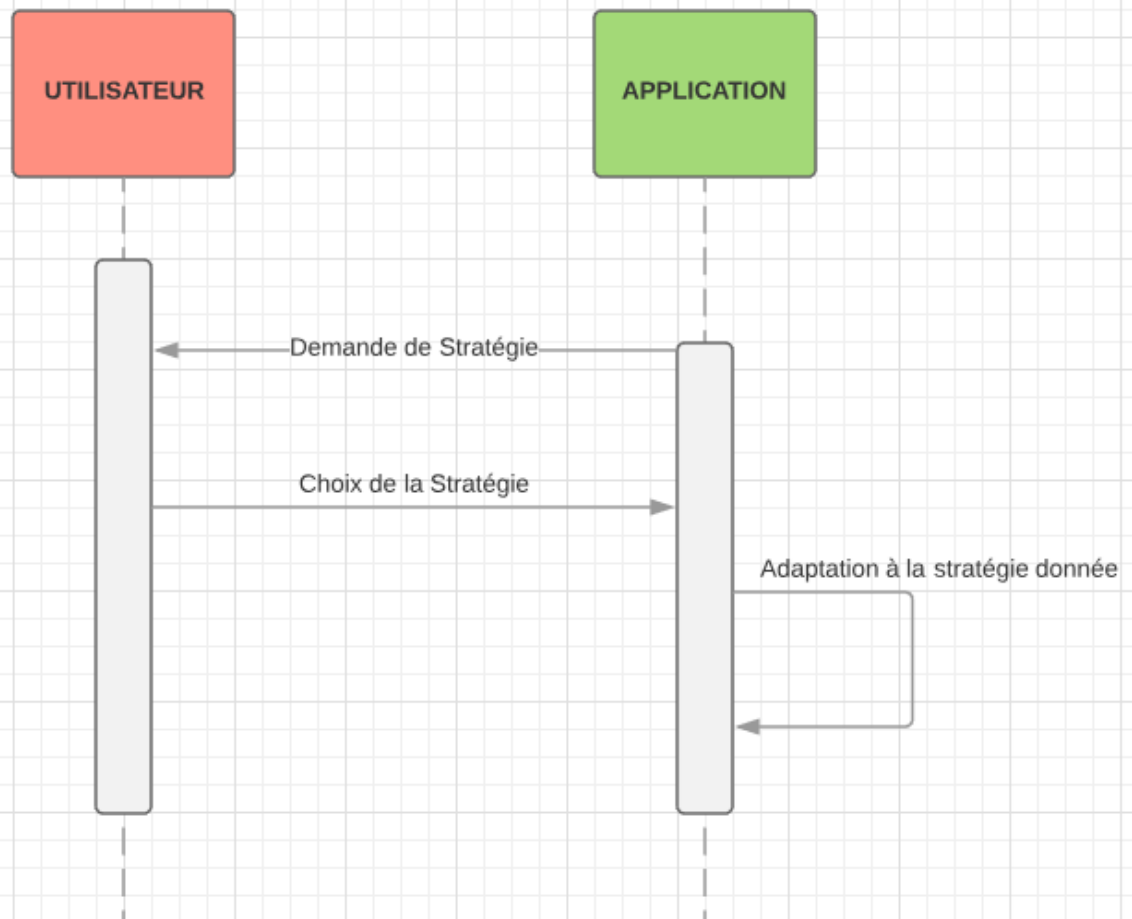 UTILISATEUR
APPLICATION
Demande de Stratégie
Choix de la Stratégie
Adaptation à la stratégie donnée